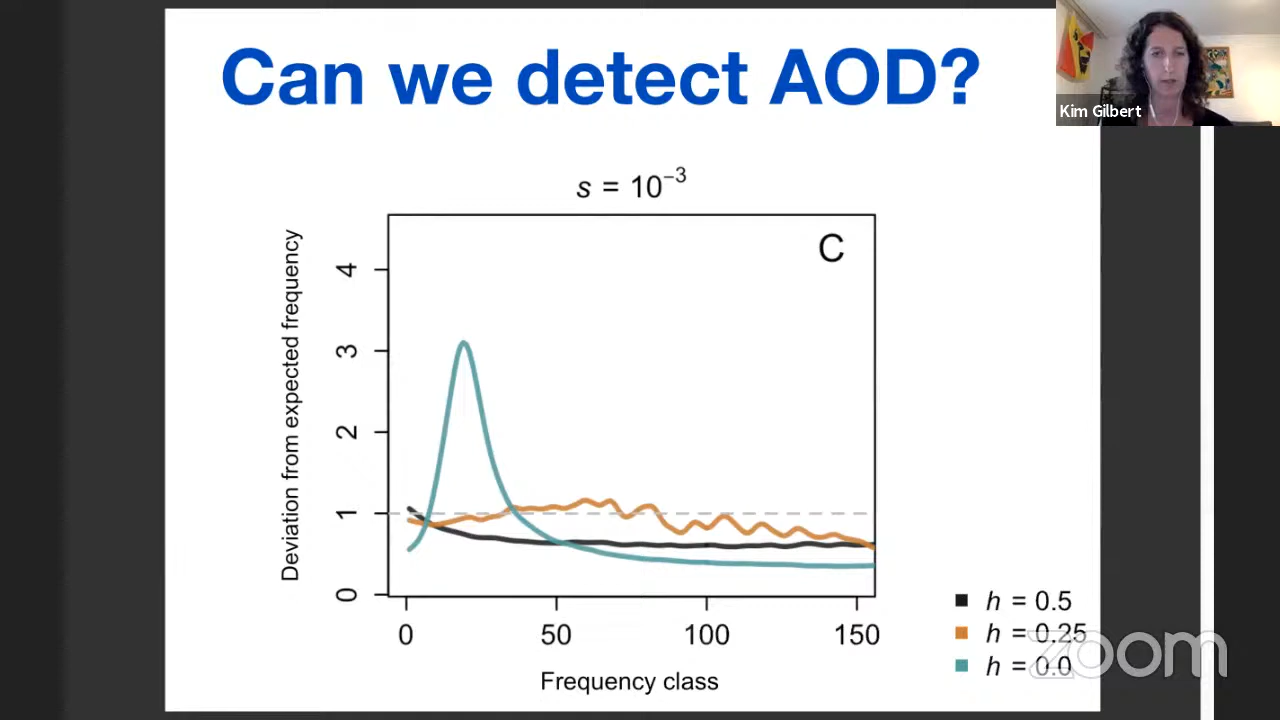 Can we detect AOD?
Kim Gilbert
s = 10⁻³
C
Deviation from expected frequency
4
3
2
1
0
0 50 100 150
Frequency class
h = 0.5
h = 0.25
h = 0.0
zoom